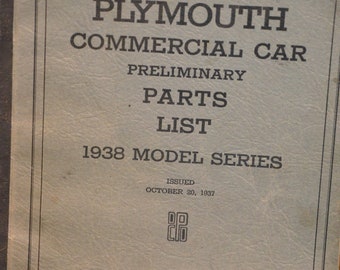 PLYMOUTH
COMMERCIAL CAR
PRELIMINARY
PARTS
LIST
1938 MODEL SERIES
ISSUED
OCTOBER 20, 1937